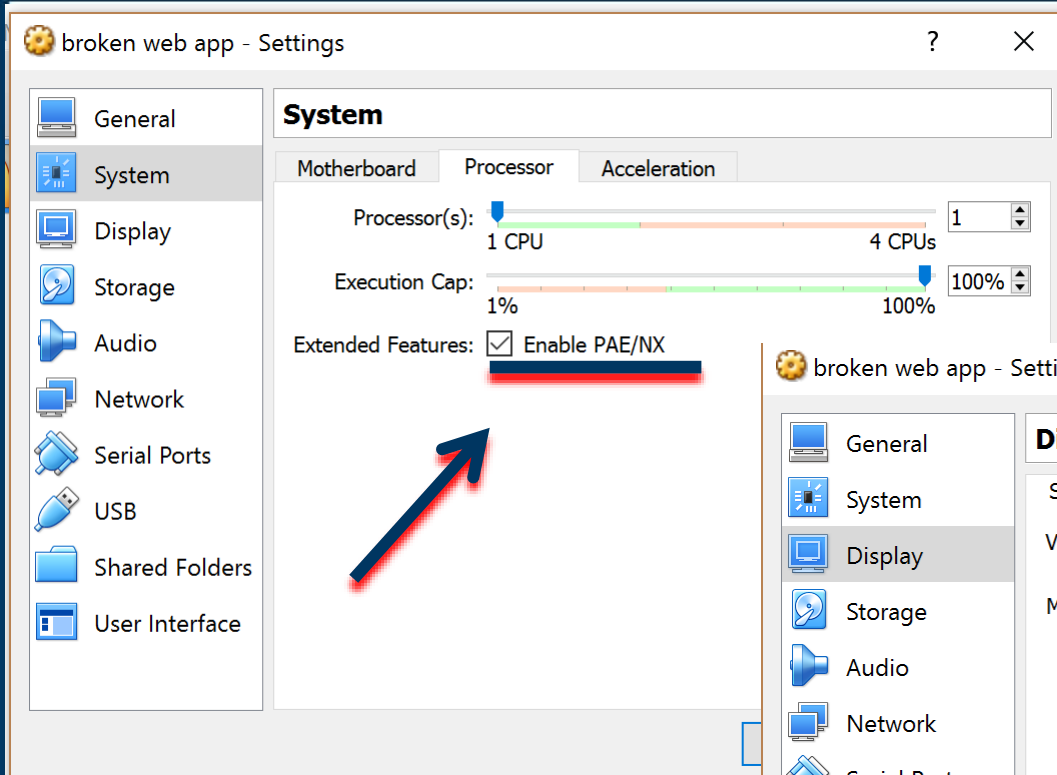 broken web app - Settings
?
General
System
Display
Storage
Audio
Network
Serial Ports
USB
Shared Folders
User Interface
System
Motherboard Processor Acceleration
Processor(s): 1
1 CPU 4 CPUs
Execution Cap: 100%
1% 100%
Extended Features: Enable PAE/NX
broken web app - Setti
General
System
Display
Storage
Audio
Network